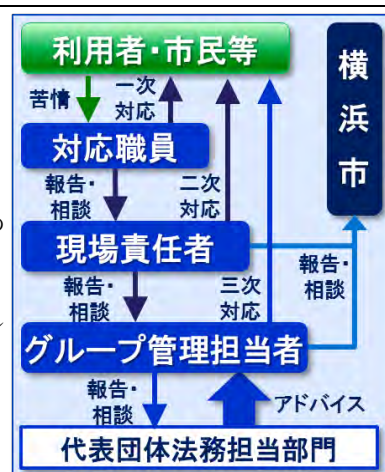 利用者・市民等
横浜市
苦情
一次
対応
対応職員
報告・
相談
二次
対応
現場責任者
報告・
相談
三次
対応
報告・
相談
グループ管理担当者
報告・
相談
アドバイス
代表団体法務担当部門